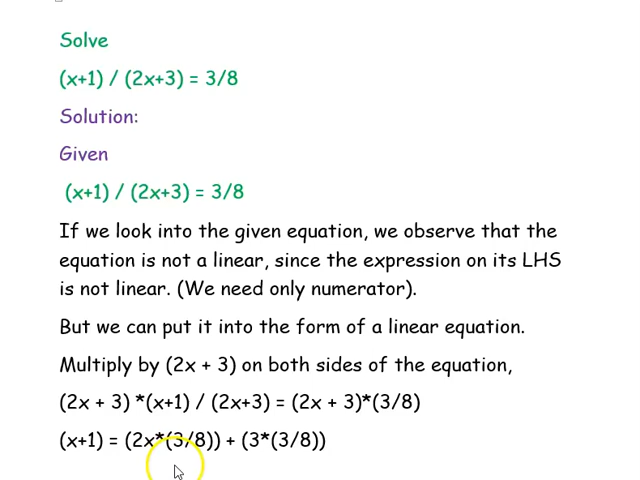 Solve
(x+1) / (2x+3) = 3/8
Solution:
Given
(x+1) / (2x+3) = 3/8
If we look into the given equation, we observe that the
equation is not a linear, since the expression on its LHS
is not linear. (We need only numerator).
But we can put it into the form of a linear equation.
Multiply by (2x + 3) on both sides of the equation,
(2x + 3) *(x+1) / (2x+3) = (2x + 3)*(3/8)
(x+1) = (2x*(3/8)) + (3*(3/8))